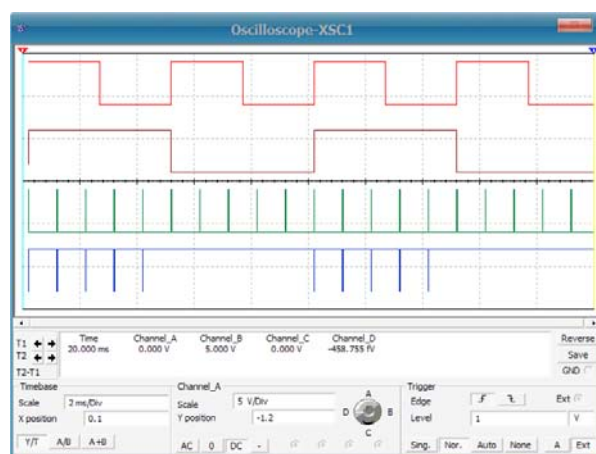 Oscilloscope-XSC1
Time Channel_A Channel_B Channel_C Channel_D
T1 20.000 ms 0.000 V 5.000 V 0.000 V -458.755 fV
T2
T2-T1
Reverse
Save
GND
Timebase
Scale 2 ms/Div
X position 0.1
Y/T A/B A+B
Channel_A
Scale 5 V/Div
Y position -1.2
AC 0 DC -
A
D B
C
Trigger
Edge Ext
Level 1 V
Sing. Nor. Auto None A Ext